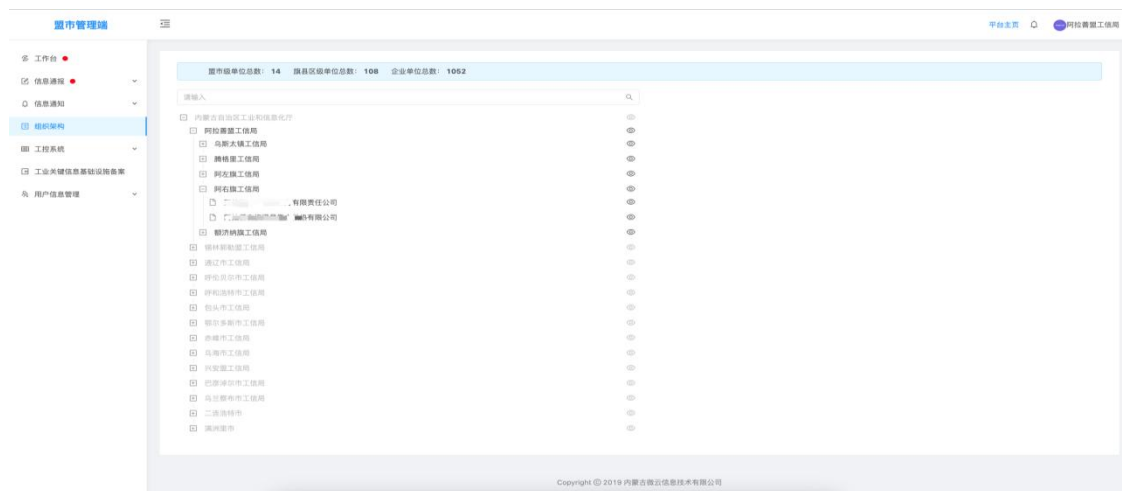 盟市管理端
平台主页
阿拉善盟工信局
工作台
信息通报
信息通知
组织架构
工控系统
工业关键信息基础设施备案
用户信息管理
盟市级单位总数： 14 旗县区级单位总数： 108 企业单位总数： 1052
请输入
内蒙古自治区工业和信息化厅
阿拉善盟工信局
乌斯太镇工信局
腾格里工信局
阿左旗工信局
阿右旗工信局
有限责任公司
有限公司
额济纳旗工信局
锡林郭勒盟工信局
通辽市工信局
呼伦贝尔市工信局
呼和浩特市工信局
包头市工信局
鄂尔多斯市工信局
赤峰市工信局
乌海市工信局
兴安盟工信局
巴彦淖尔市工信局
乌兰察布市工信局
二连浩特市
满洲里市
Copyright © 2019 内蒙古微云信息技术有限公司